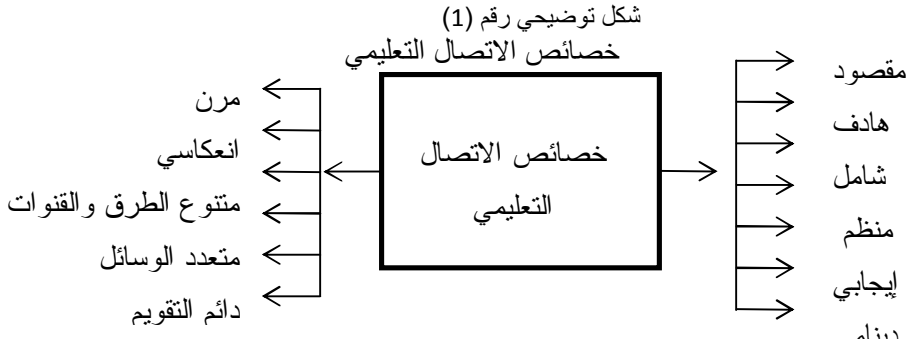 شكل توضيحي رقم (1)
خصائص الاتصال التعليمي
مقصود
هادف
شامل
منظم
إيجابي
خصائص الاتصال
التعليمي
مرن
انعكاسي
متنوع الطرق والقنوات
متعدد الوسائل
دائم التقويم